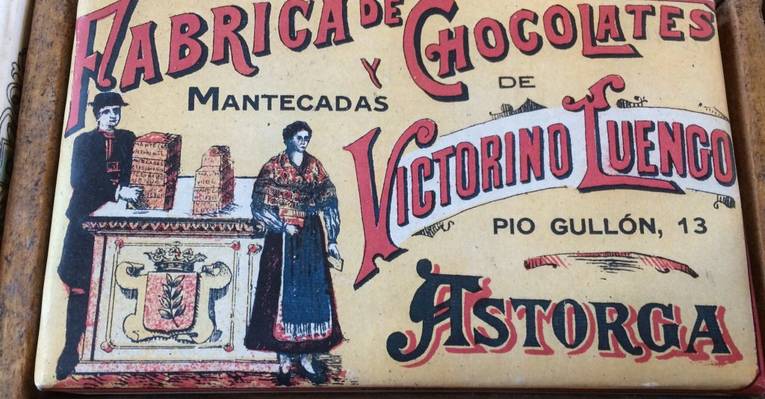 FABRICA DE CHOCOLATES
Y
MANTECADAS DE
VICTORINO LUENGO
PIO GULLÓN, 13
ASTORGA